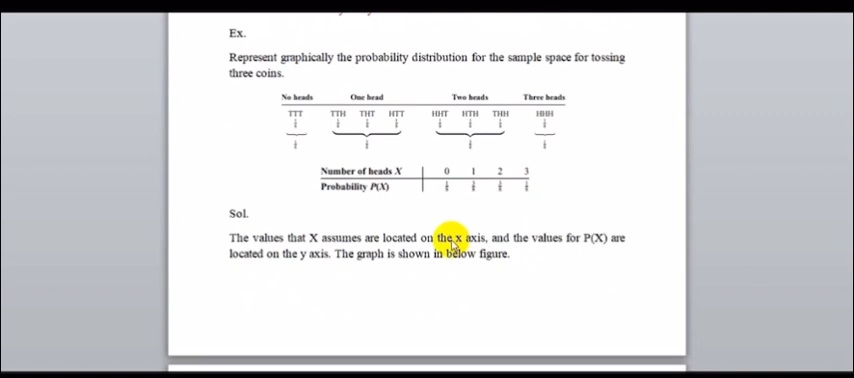 Ex.
Represent graphically the probability distribution for the sample space for tossing
three coins.
No heads One head Two heads Three heads
TTT TTH THT HTT HHT HTH THH HHH
Number of heads X 0 1 2 3
Probability P(X)
Sol.
The values that X assumes are located on the x axis, and the values for P(X) are
located on the y axis. The graph is shown in below figure.